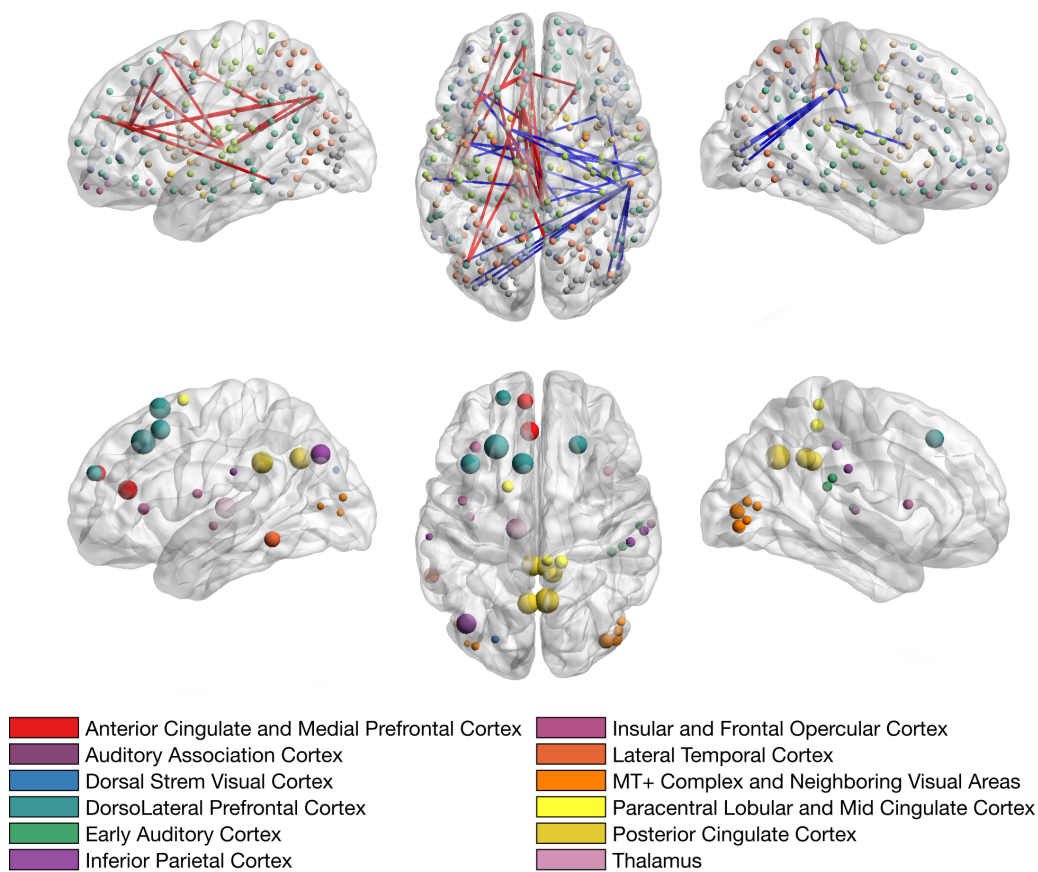 Anterior Cingulate and Medial Prefrontal Cortex
Auditory Association Cortex
Dorsal Strem Visual Cortex
DorsoLateral Prefrontal Cortex
Early Auditory Cortex
Inferior Parietal Cortex
Insular and Frontal Opercular Cortex
Lateral Temporal Cortex
MT+ Complex and Neighboring Visual Areas
Paracentral Lobular and Mid Cingulate Cortex
Posterior Cingulate Cortex
Thalamus